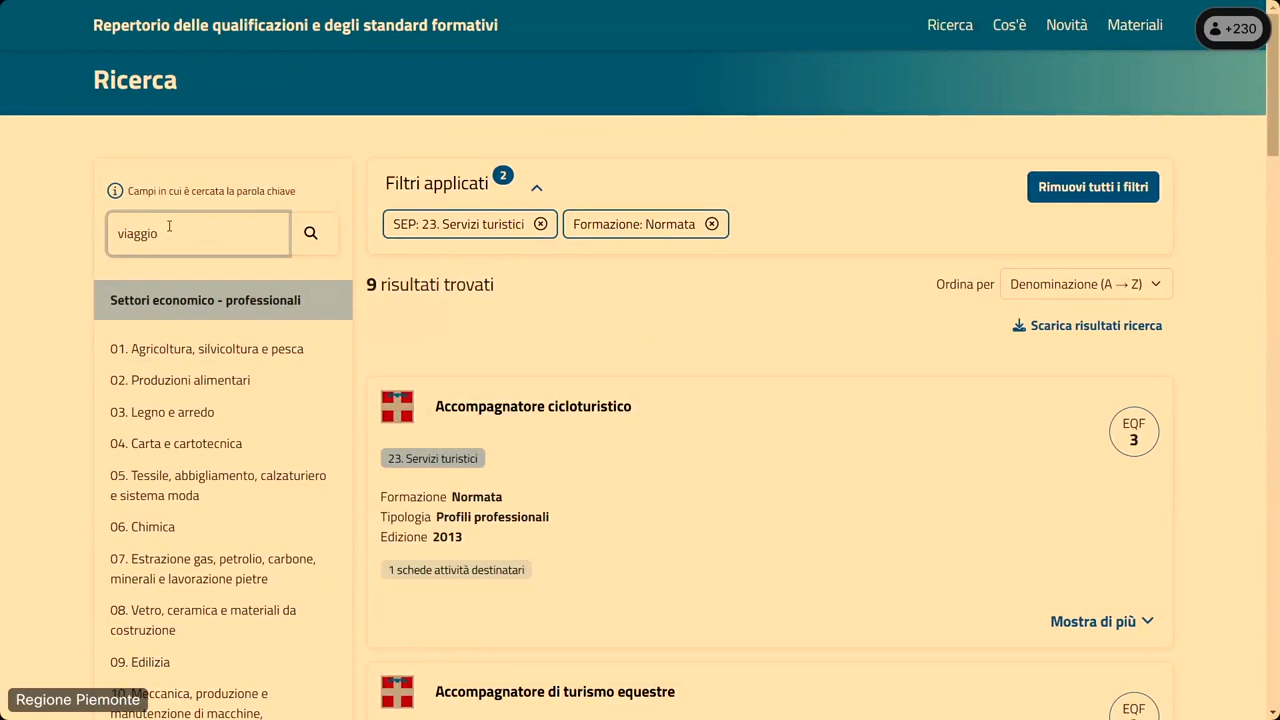 Repertorio delle qualificazioni e degli standard formativi
Ricerca Cos'è Novità Materiali
+230
Ricerca
Campi in cui è cercata la parola chiave
viaggio
Settori economico - professionali
01. Agricoltura, silvicoltura e pesca
02. Produzioni alimentari
03. Legno e arredo
04. Carta e cartotecnica
05. Tessile, abbigliamento, calzaturiero
e sistema moda
06. Chimica
07. Estrazione gas, petrolio, carbone,
minerali e lavorazione pietre
08. Vetro, ceramica e materiali da
costruzione
09. Edilizia
10. Meccanica, produzione e
manutenzione di macchine,
Filtri applicati 2
Rimuovi tutti i filtri
SEP: 23. Servizi turistici
Formazione: Normata
9 risultati trovati
Ordina per Denominazione (A → Z)
Scarica risultati ricerca
Accompagnatore cicloturistico
EQF
3
23. Servizi turistici
Formazione Normata
Tipologia Profili professionali
Edizione 2013
1 schede attività destinatari
Mostra di più
Accompagnatore di turismo equestre
EQF
Regione Piemonte